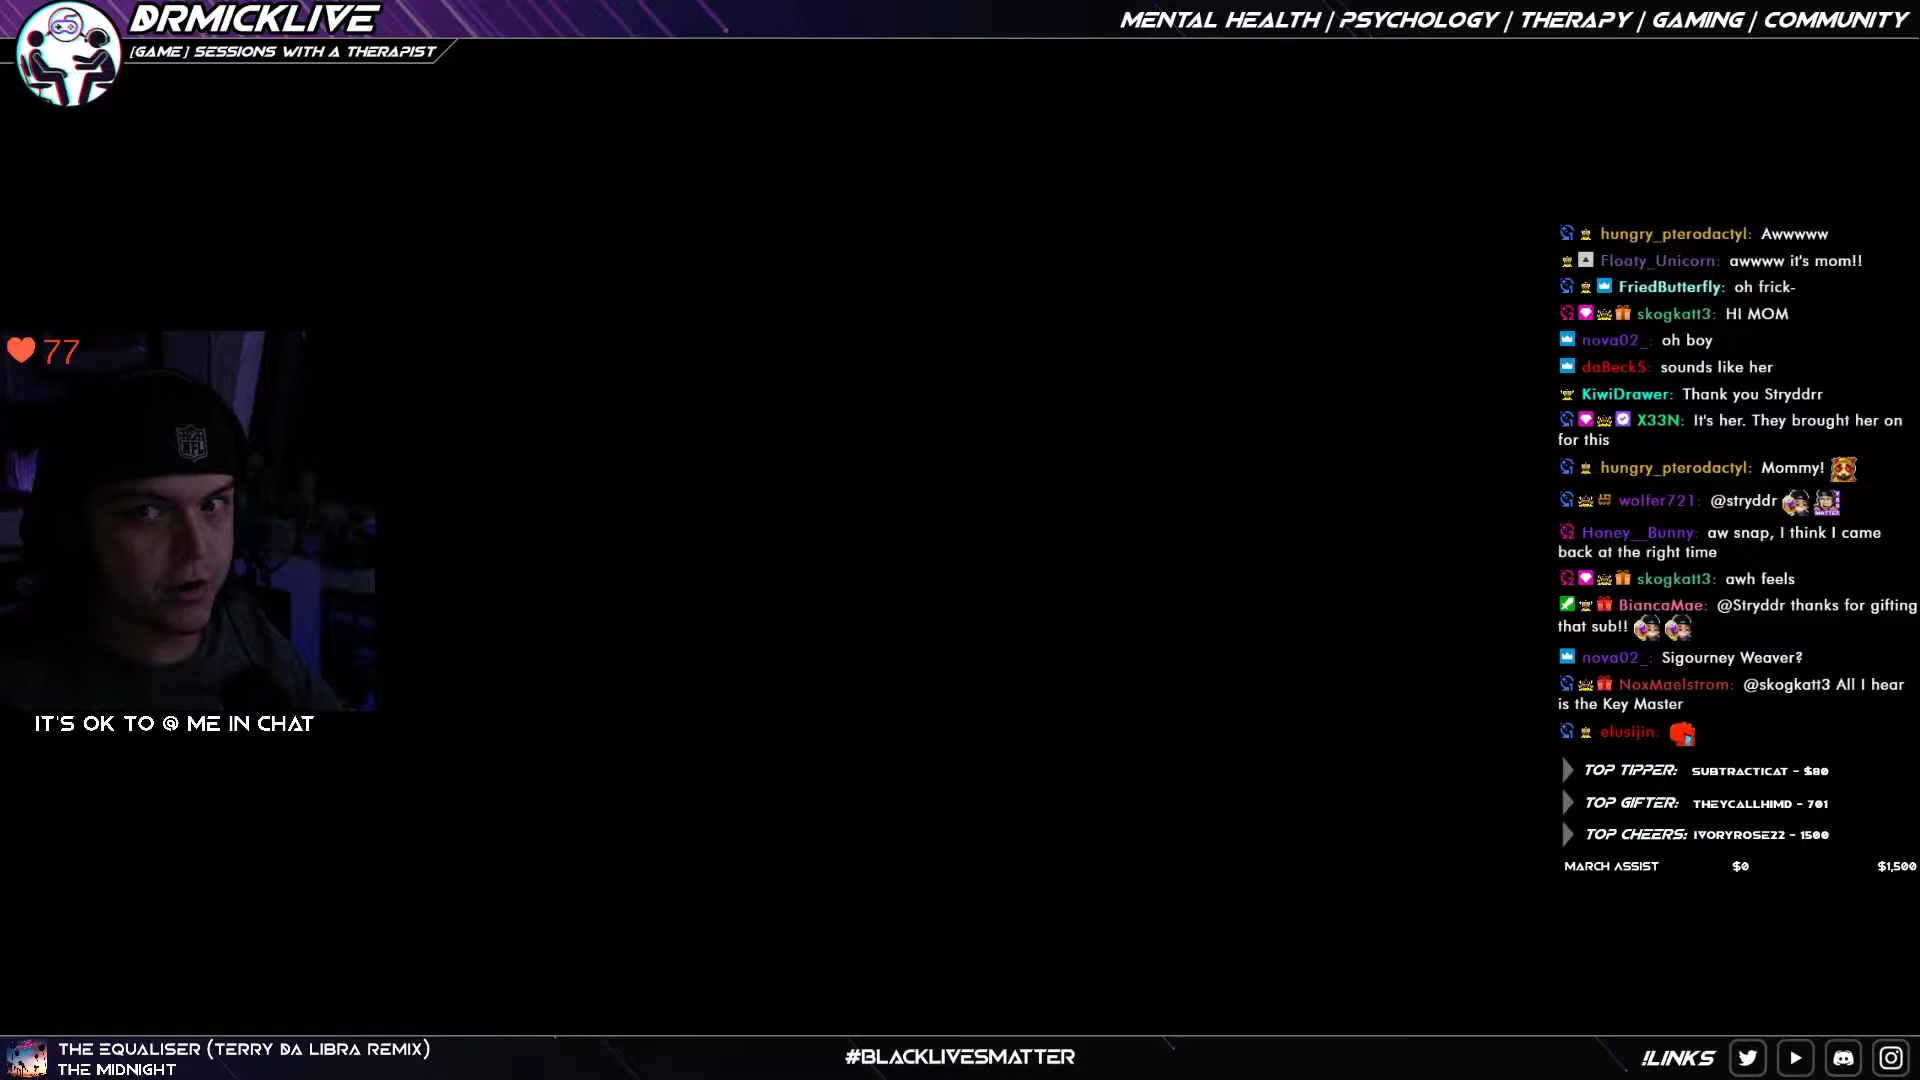 DRMICKLIVE
[GAME] SESSIONS WITH A THERAPIST
MENTAL HEALTH / PSYCHOLOGY / THERAPY / GAMING / COMMUNITY
hungry_pterodactyl: Awwwww
Floaty_Unicorn: awwww it's mom!!
FriedButterfly: oh frick-
skogkatt3: HI MOM
nova02_: oh boy
daBeck5: sounds like her
KiwiDrawer: Thank you Stryddrr
X33N: It's her. They brought her on
for this
hungry_pterodactyl: Mommy!
wolfer721: @stryddr
Honey__Bunny: aw snap, I think I came
back at the right time
skogkatt3: awh feels
BiancaMae: @Stryddr thanks for gifting
that sub!!
nova02_: Sigourney Weaver?
NoxMaelstrom: @skogkatt3 All I hear
is the Key Master
elusijin:
77
NFL
IT'S OK TO @ ME IN CHAT
TOP TIPPER: SUBTRACTICAT - $80
TOP GIFTER: THEYCALLHIMD - 701
TOP CHEERS: IVORYROSE22 - 1500
MARCH ASSIST $0 $1,500
THE EQUALISER (TERRY DA LIBRA REMIX)
THE MIDNIGHT
#BLACKLIVESMATTER
!LINKS